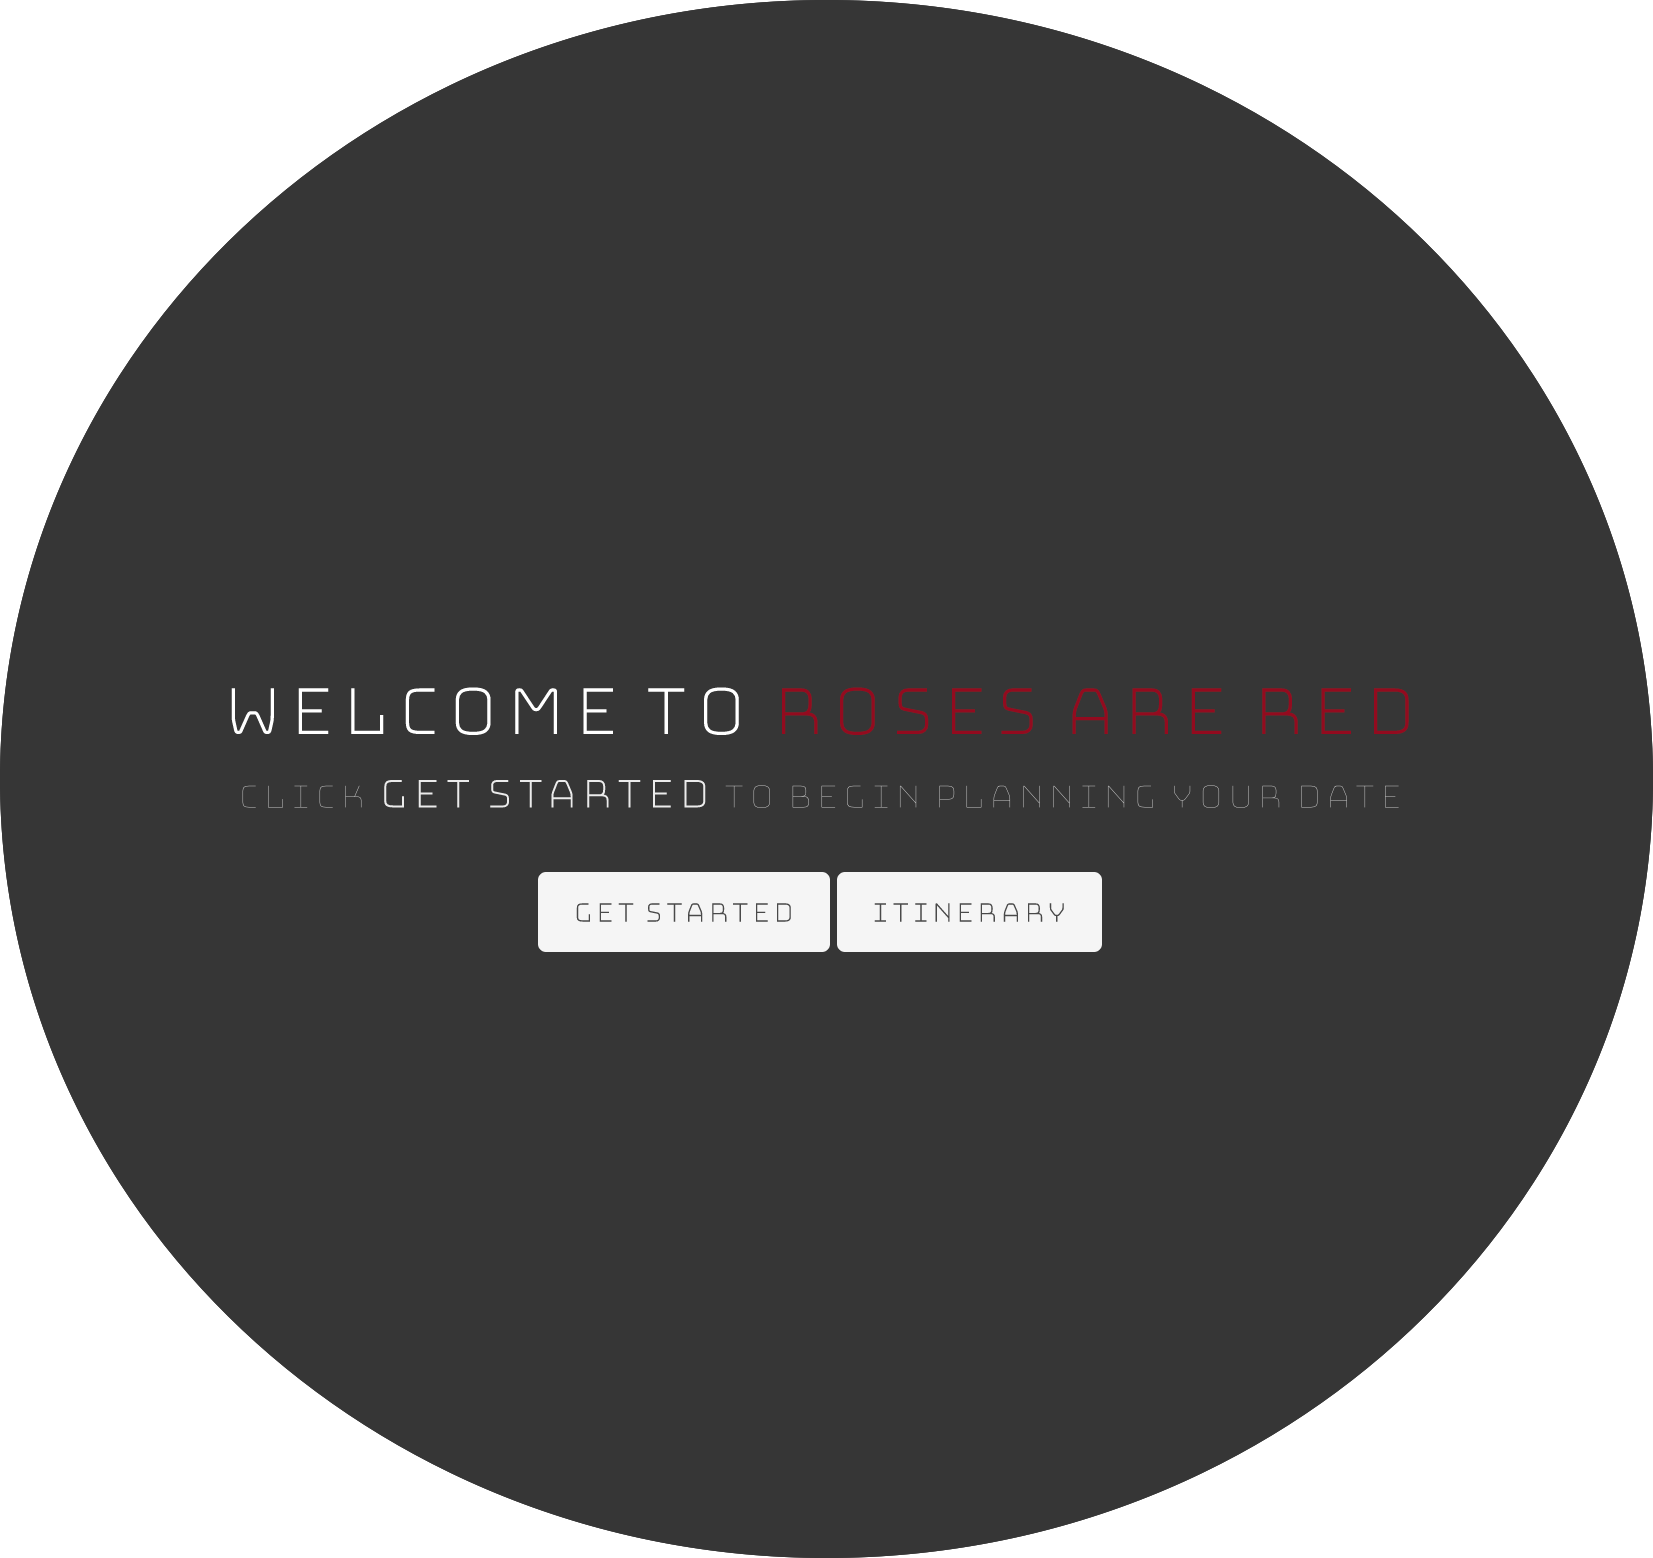 WELCOME TO ROSES ARE RED
CLICK GET STARTED TO BEGIN PLANNING YOUR DATE
GET STARTED ITINERARY